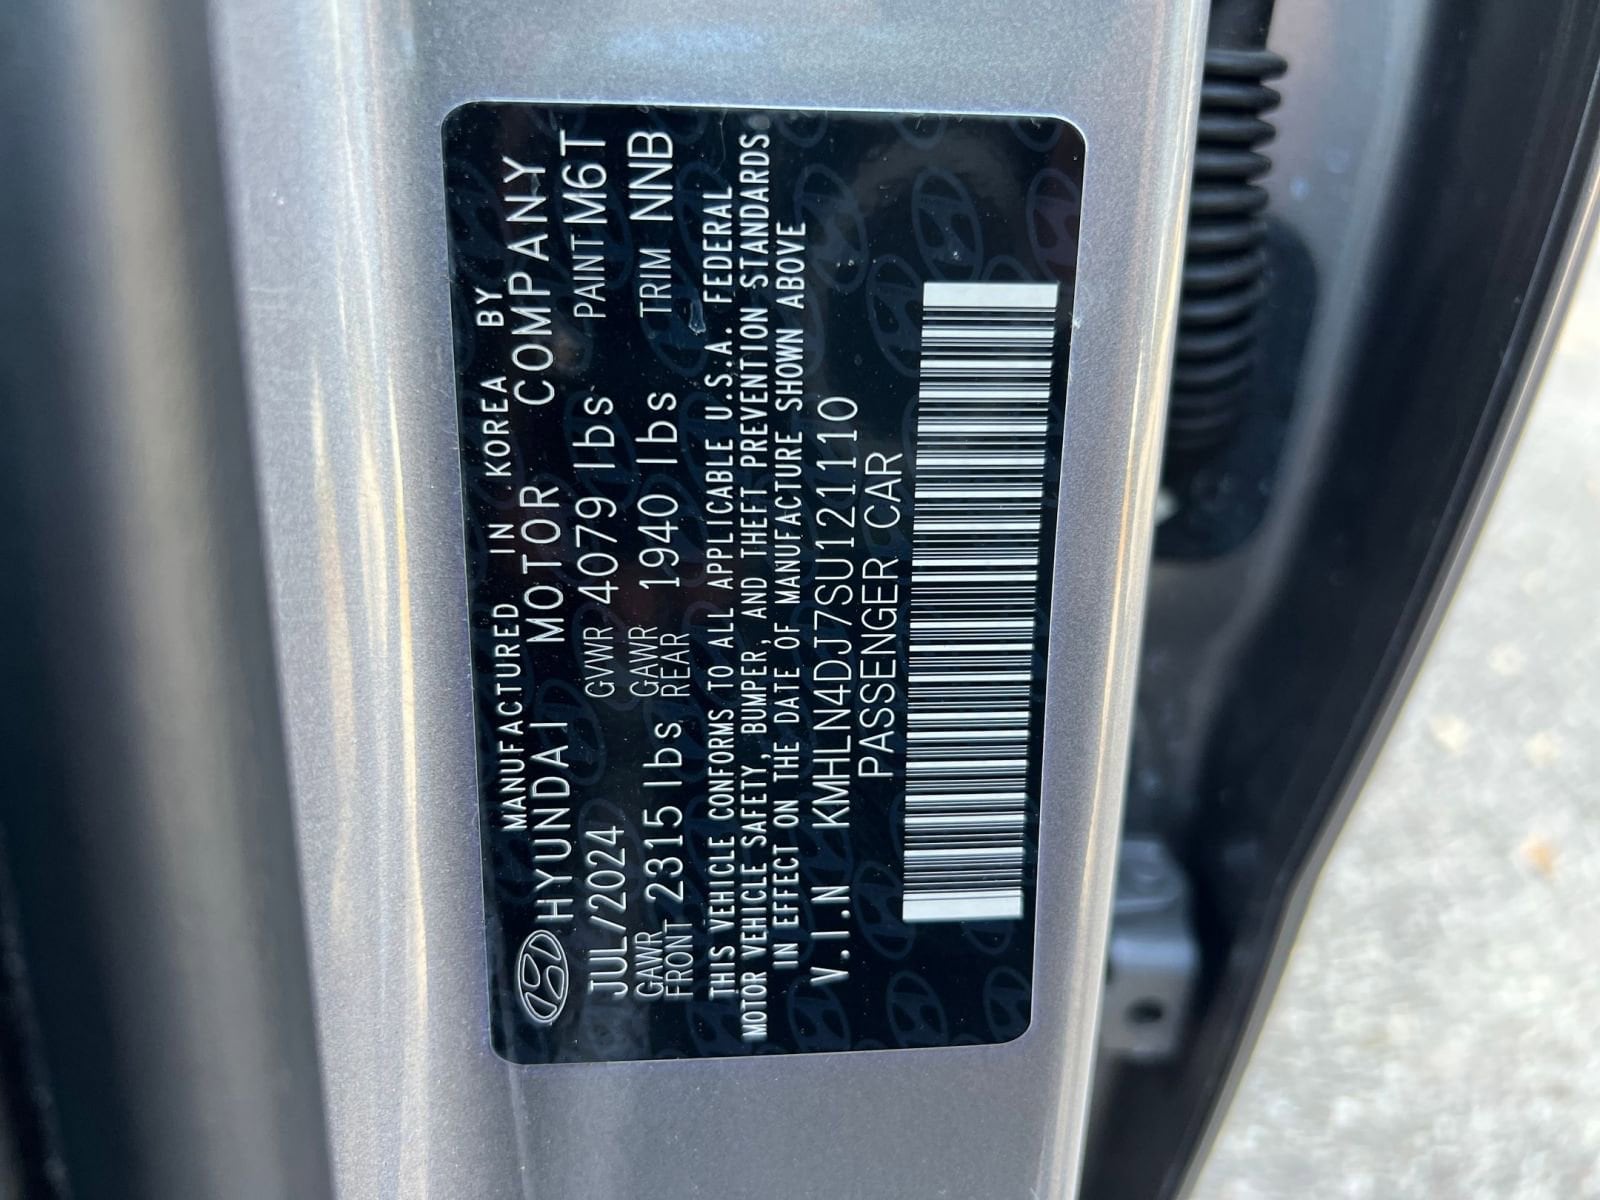 MANUFACTURED IN KOREA BY
HYUNDAI MOTOR COMPANY
JUL/2024 GVWR 4079 lbs PAINT M6T
GAWR FRONT 2315 lbs GAWR REAR 1940 lbs TRIM NNB
THIS VEHICLE CONFORMS TO ALL APPLICABLE U.S.A. FEDERAL
MOTOR VEHICLE SAFETY, BUMPER, AND THEFT PREVENTION STANDARDS
IN EFFECT ON THE DATE OF MANUFACTURE SHOWN ABOVE
V.I.N KMHLN4DJ7SU121110
PASSENGER CAR